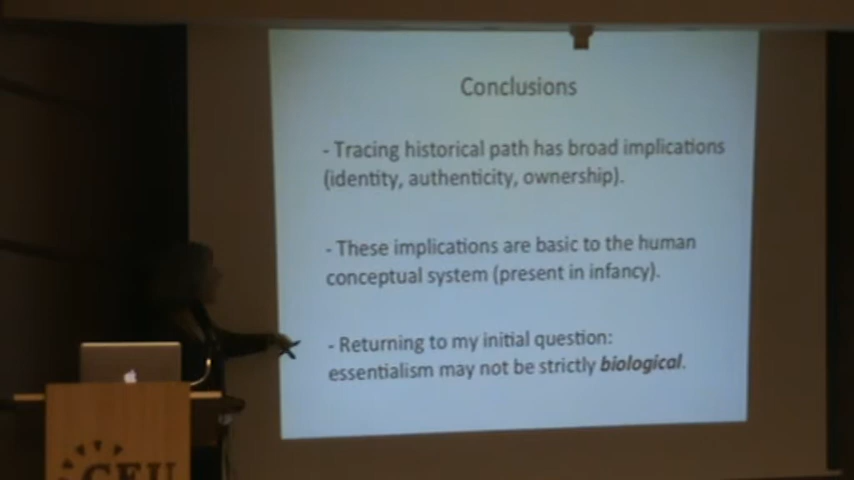 Conclusions
- Tracing historical path has broad implications
(identity, authenticity, ownership).
- These implications are basic to the human
conceptual system (present in infancy).
- Returning to my initial question:
essentialism may not be strictly biological.
CEU